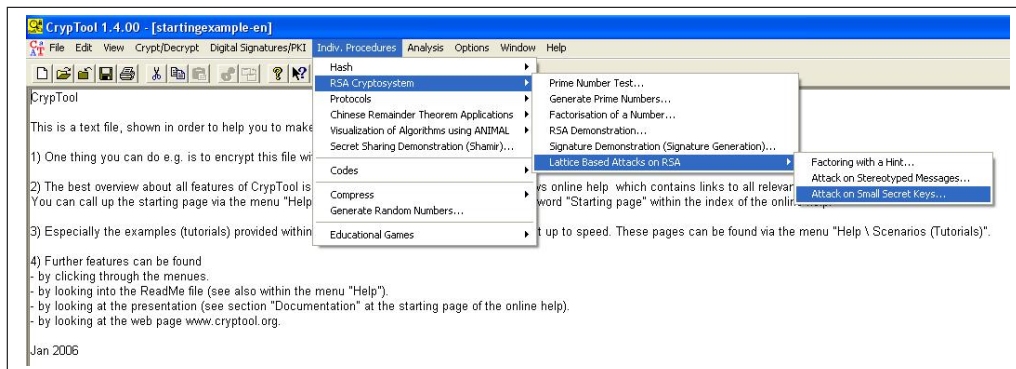 CrypTool 1.4.00 - [startingexample-en]
File Edit View Crypt/Decrypt Digital Signatures/PKI Indiv. Procedures Analysis Options Window Help
Hash
RSA Cryptosystem
Protocols
Chinese Remainder Theorem Applications
Visualization of Algorithms using ANIMAL
Secret Sharing Demonstration (Shamir)...
Codes
Compress
Generate Random Numbers...
Educational Games
Prime Number Test...
Generate Prime Numbers...
Factorisation of a Number...
RSA Demonstration...
Signature Demonstration (Signature Generation)...
Lattice Based Attacks on RSA
Factoring with a Hint...
Attack on Stereotyped Messages...
Attack on Small Secret Keys...
CrypTool
This is a text file, shown in order to help you to make
1) One thing you can do e.g. is to encrypt this file
2) The best overview about all features of CrypTool is online help which contains links to all
You can call up the starting page via the menu "Help word "Starting page" within the index of the
3) Especially the examples (tutorials) provided within t up to speed. These pages can be found via the menu "Help \ Scenarios (Tutorials)".
4) Further features can be found
- by clicking through the menues.
- by looking into the ReadMe file (see also within the menu "Help").
- by looking at the presentation (see section "Documentation" at the starting page of the online help).
- by looking at the web page www.cryptool.org.
Jan 2006